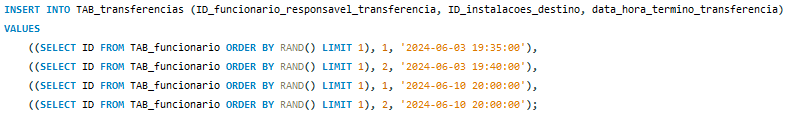 INSERT INTO TAB_transferencias (ID_funcionario_responsavel_transferencia, ID_instalacoes_destino, data_hora_termino_transferencia)
VALUES
((SELECT ID FROM TAB_funcionario ORDER BY RAND() LIMIT 1), 1, '2024-06-03 19:35:00'),
((SELECT ID FROM TAB_funcionario ORDER BY RAND() LIMIT 1), 2, '2024-06-03 19:40:00'),
((SELECT ID FROM TAB_funcionario ORDER BY RAND() LIMIT 1), 1, '2024-06-10 20:00:00'),
((SELECT ID FROM TAB_funcionario ORDER BY RAND() LIMIT 1), 2, '2024-06-10 20:00:00');